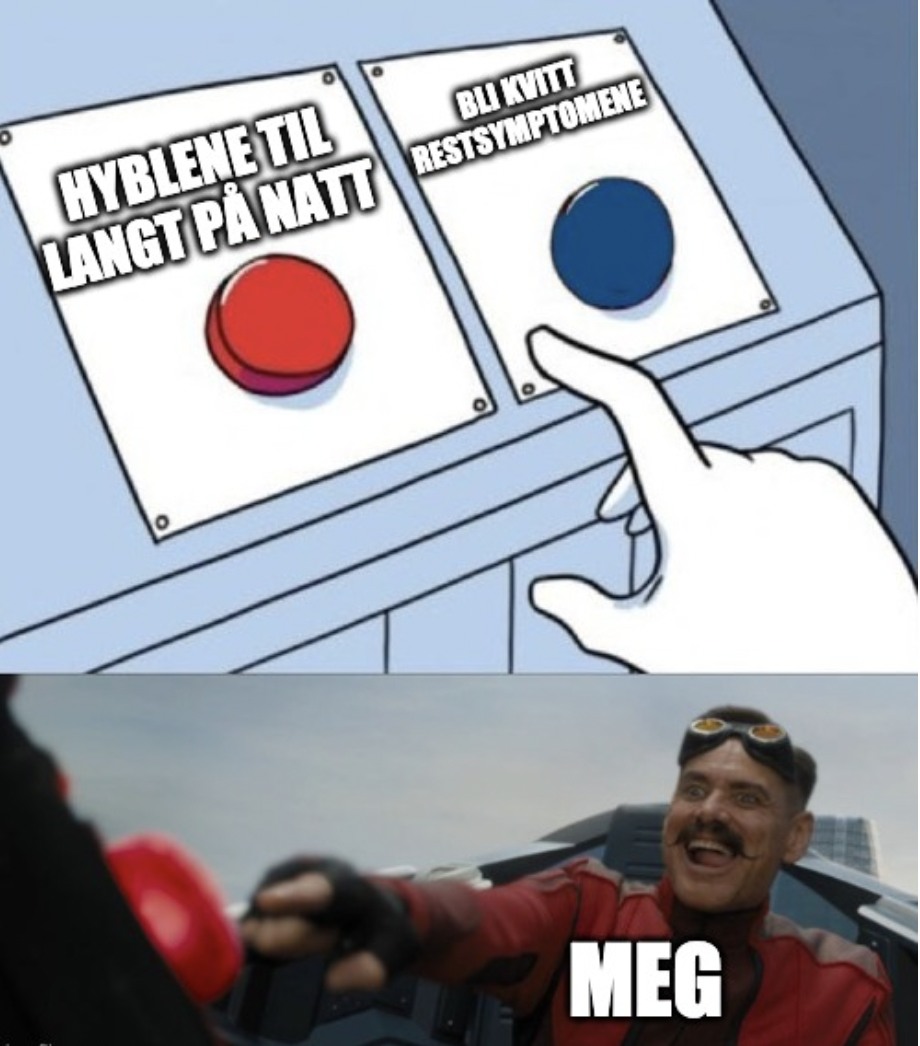 HYBLENE TIL
LANGT PÅ NATT
BLI KVITT
RESTSYMPTOMENE
MEG